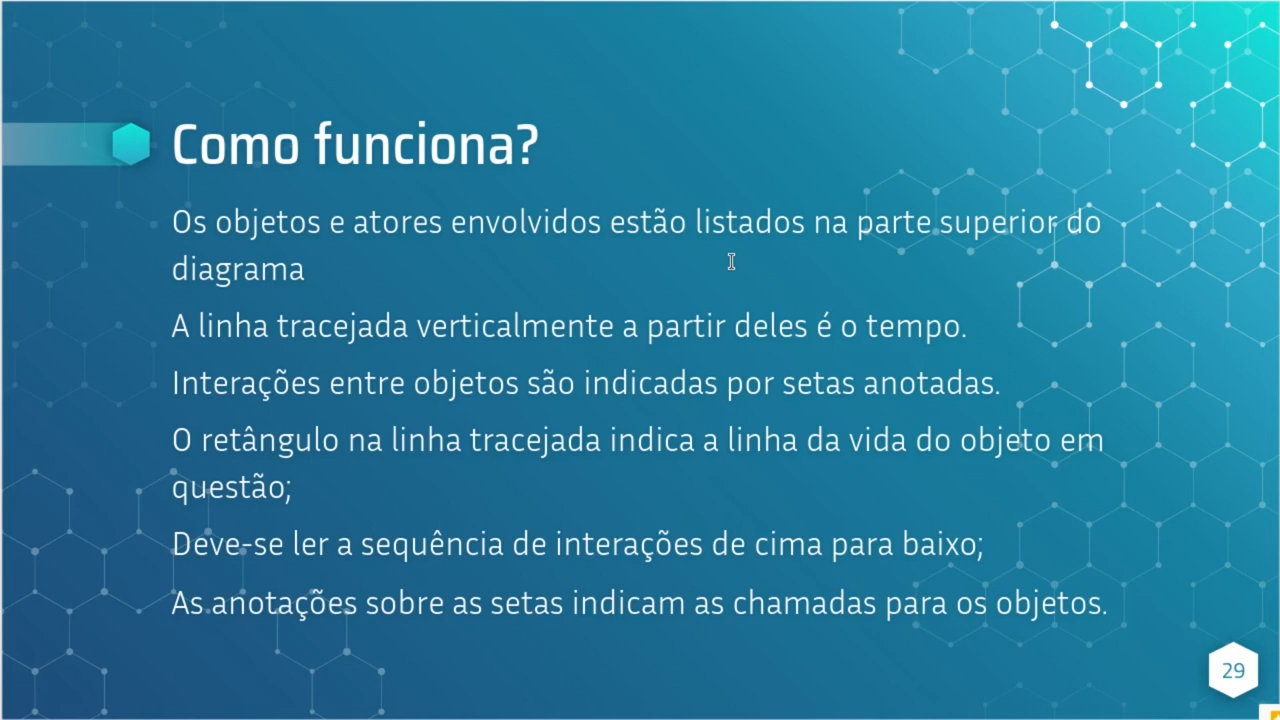 Como funciona?
Os objetos e atores envolvidos estão listados na parte superior do
diagrama
A linha tracejada verticalmente a partir deles é o tempo.
Interações entre objetos são indicadas por setas anotadas.
O retângulo na linha tracejada indica a linha da vida do objeto em
questão;
Deve-se ler a sequência de interações de cima para baixo;
As anotações sobre as setas indicam as chamadas para os objetos.
29